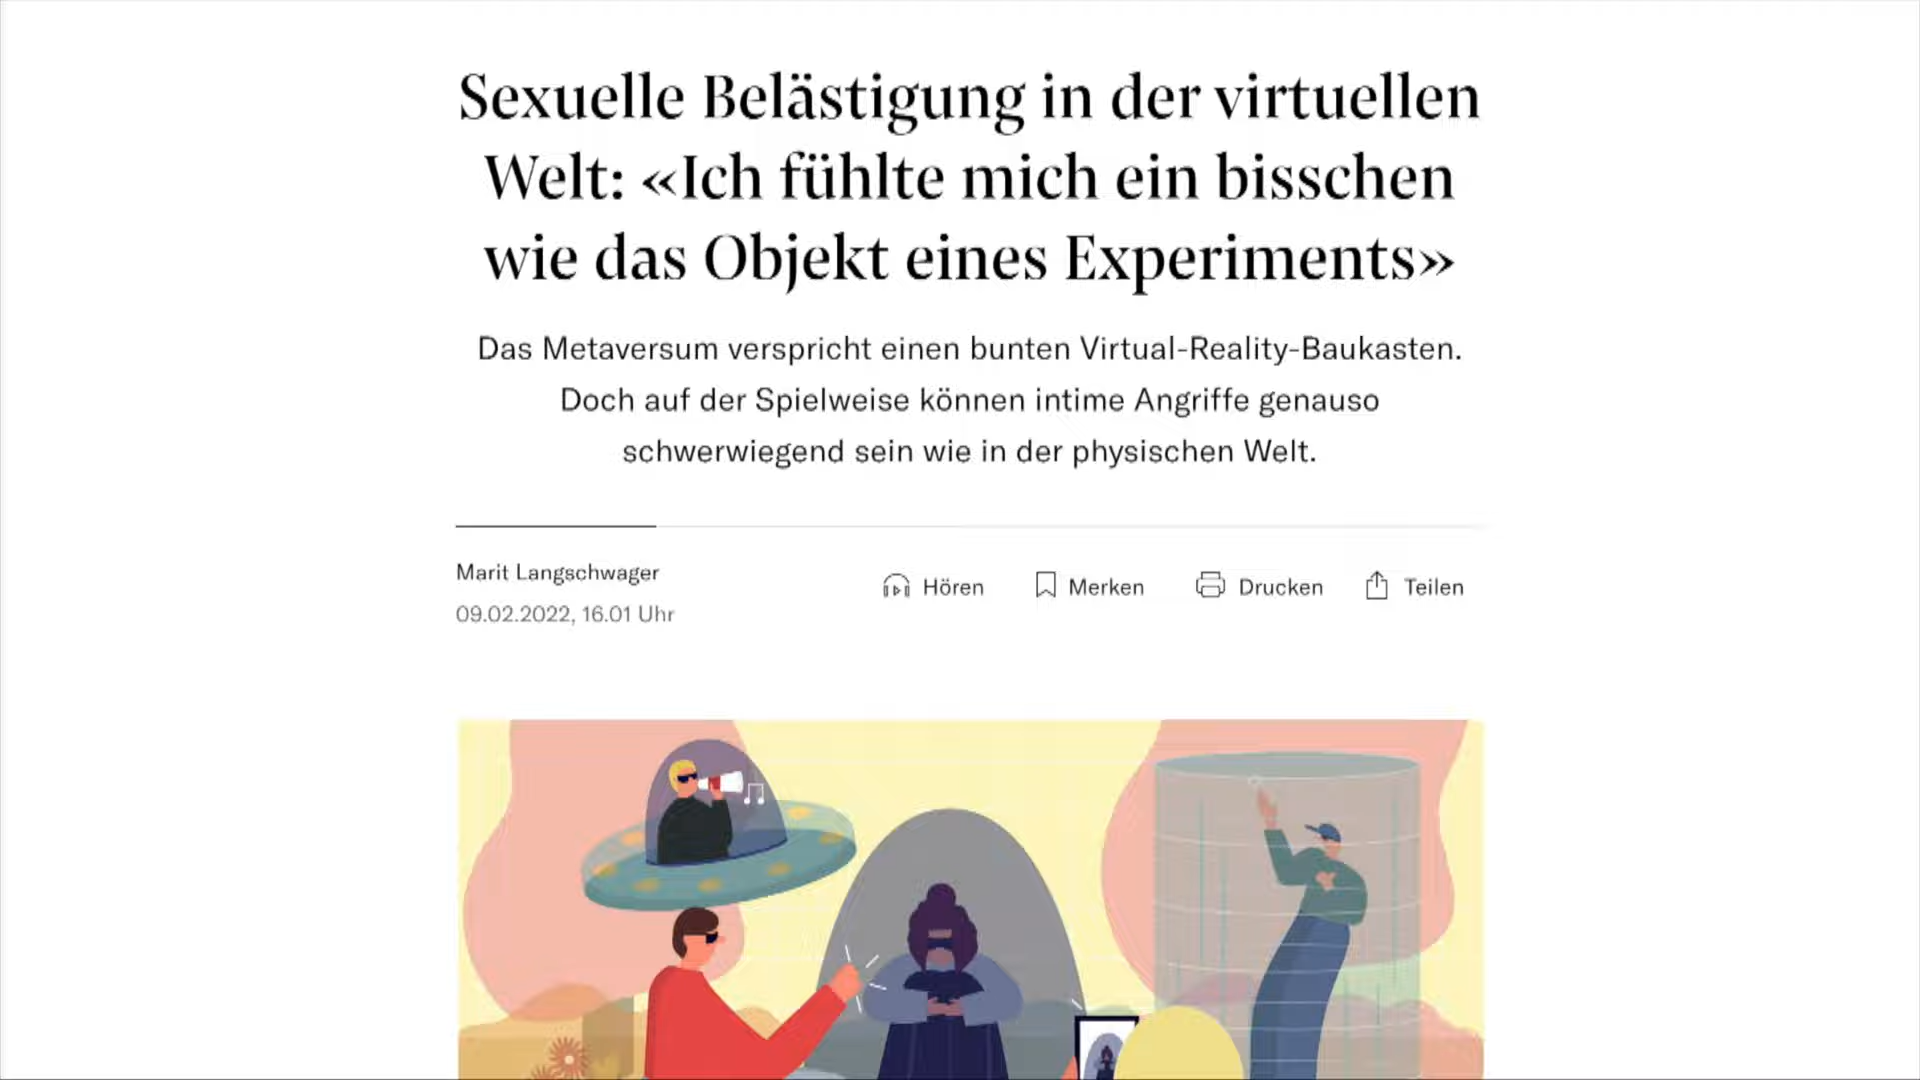 Sexuelle Belästigung in der virtuellen
Welt: «Ich fühlte mich ein bisschen
wie das Objekt eines Experiments»
Das Metaversum verspricht einen bunten Virtual-Reality-Baukasten.
Doch auf der Spielweise können intime Angriffe genauso
schwerwiegend sein wie in der physischen Welt.
Marit Langschwager
09.02.2022, 16.01 Uhr
Hören
Merken
Drucken
Teilen